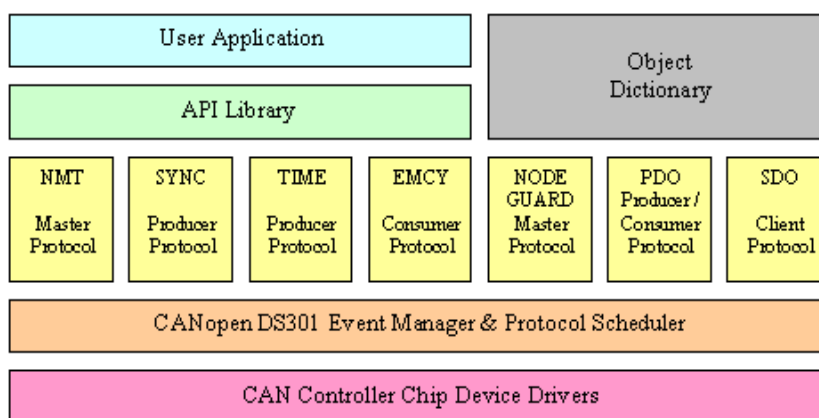 User Application
Object
Dictionary
API Library
NMT
Master
Protocol
SYNC
Producer
Protocol
TIME
Producer
Protocol
EMCY
Consumer
Protocol
NODE
GUARD
Master
Protocol
PDO
Producer /
Consumer
Protocol
SDO
Client
Protocol
CANopen DS301 Event Manager & Protocol Scheduler
CAN Controller Chip Device Drivers